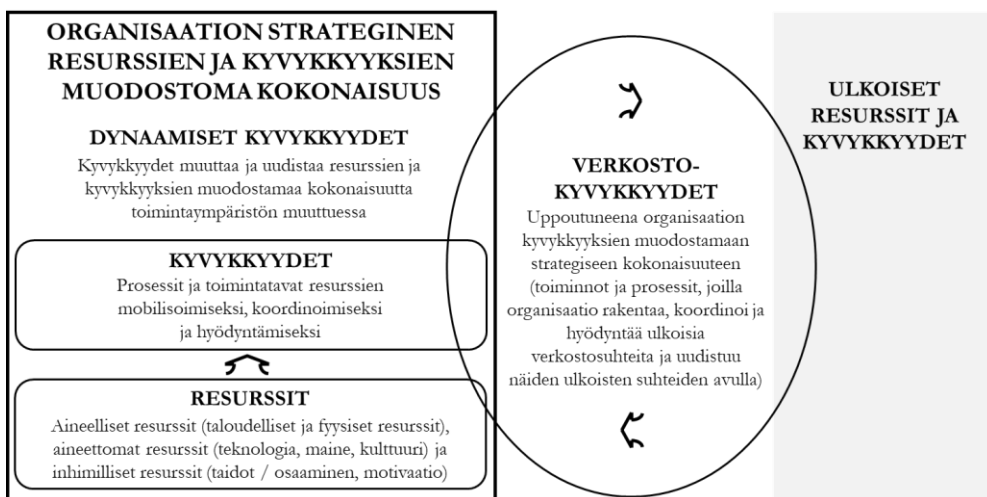 ORGANISAATION STRATEGINEN
RESURSSIEN JA KYVYKKYYKSIEN
MUODOSTOMA KOKONAISUUS
DYNAAMISET KYVYKKYYDET
Kyvykkyydet muuttaa ja uudistaa resurssien ja
kyvykkyyksien muodostamaa kokonaisuutta
toimintaympäristön muuttuessa
KYVYKKYYDET
Prosessit ja toimintatavat resurssien
mobilisoimiseksi, koordinoimiseksi
ja hyödyntämiseksi
RESURSSIT
Aineelliset resurssit (taloudelliset ja fyysiset resurssit),
aineettomat resurssit (teknologia, maine, kulttuuri) ja
inhimilliset resurssit (taidot / osaaminen, motivaatio)
VERKOSTO-
KYVYKKYYDET
Uppoutuneena organisaation
kyvykkyyksien muodostamaan
strategiseen kokonaisuuteen
(toiminnot ja prosessit, joilla
organisaatio rakentaa, koordinoi ja
hyödyntää ulkoisia
verkostosuhteita ja uudistuu
näiden ulkoisten suhteiden avulla)
ULKOISET
RESURSSIT JA
KYVYKKYYDET